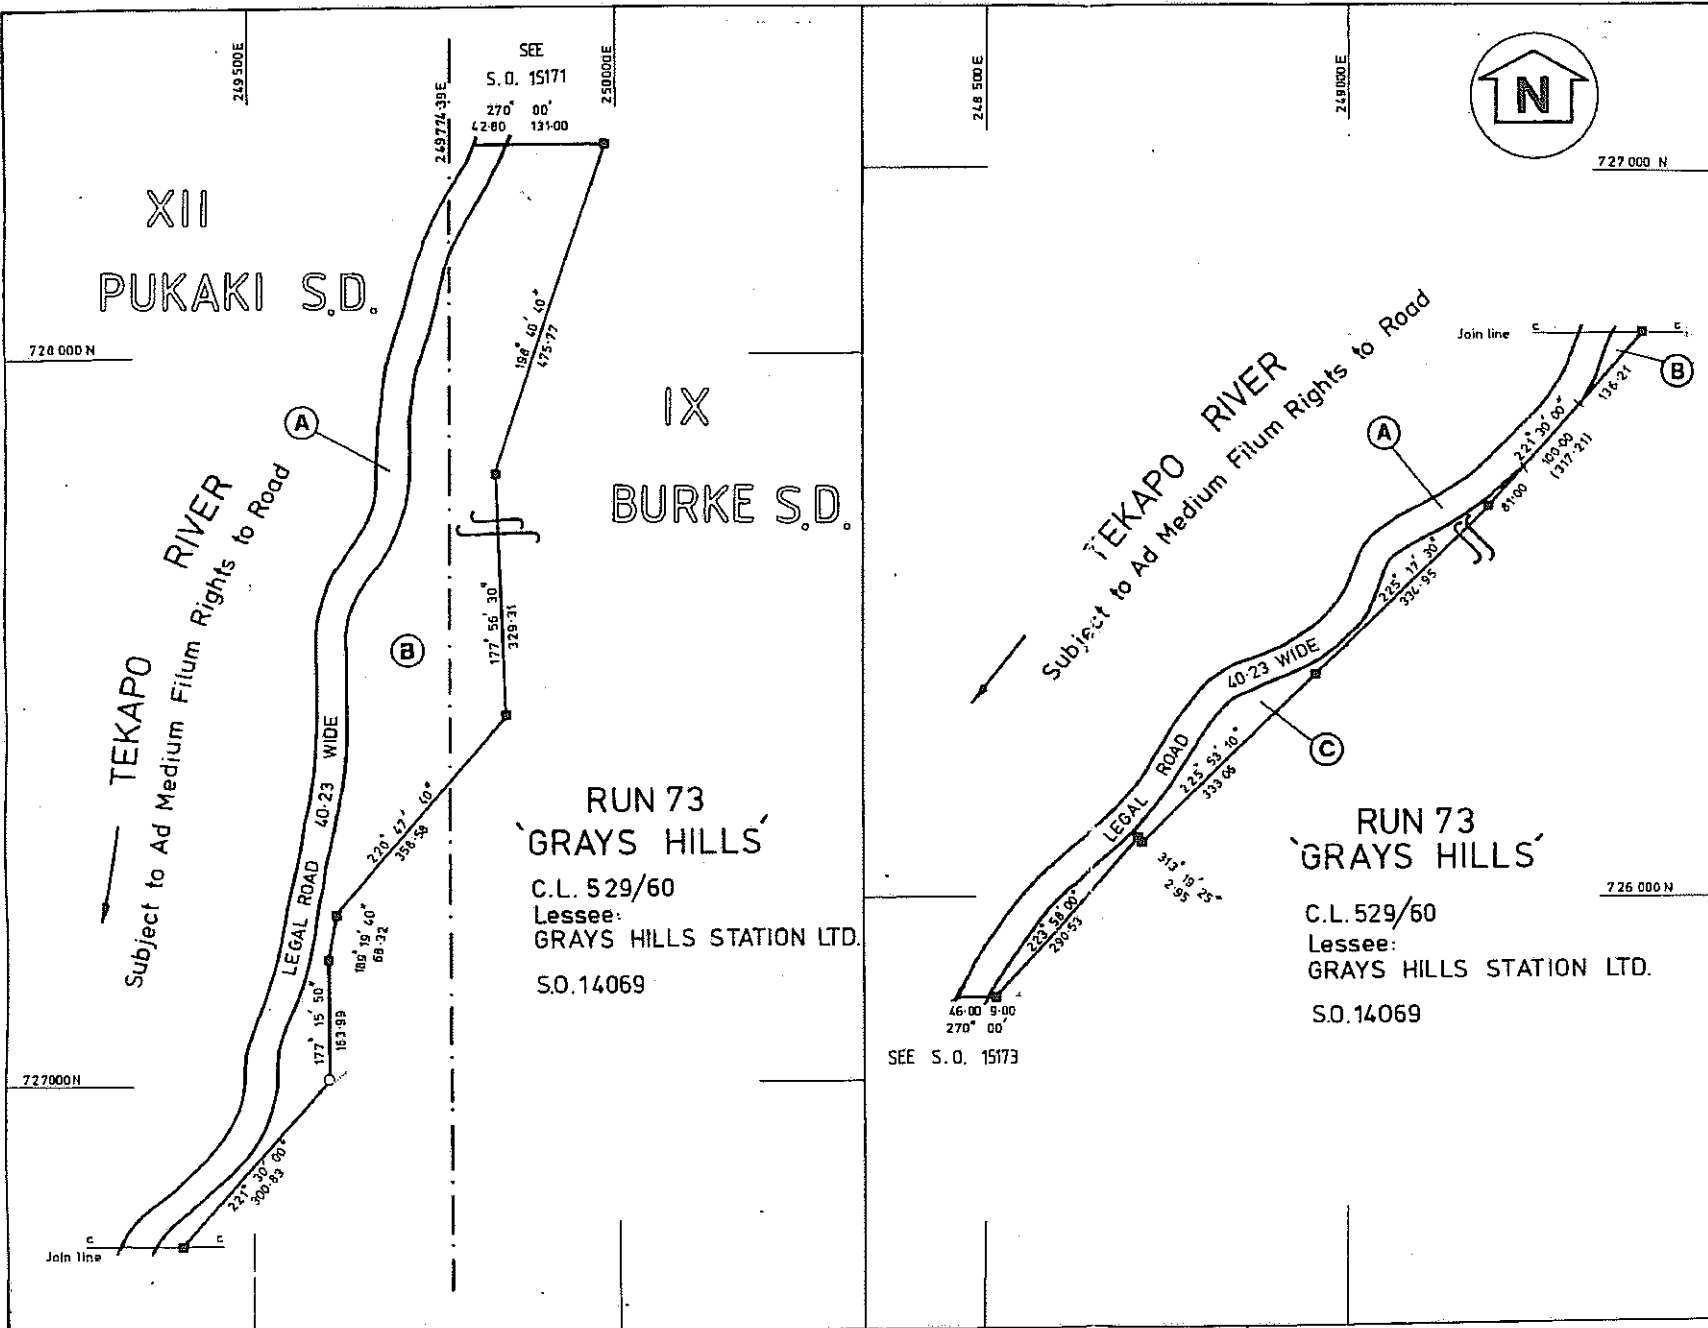 249500E
249774·39E
SEE
S.O. 15171
270° 00'
42·80 131·00
250000E
XII
PUKAKI S.D.
728 000 N
198° 40' 40"
475·77
IX
BURKE S.D.
A
TEKAPO RIVER
Subject to Ad Medium Filum Rights to Road
177° 56' 30"
329·31
B
LEGAL ROAD 40·23 WIDE
220° 47' 40"
358·58
RUN 73
'GRAYS HILLS'
C.L. 529/60
Lessee:
GRAYS HILLS STATION LTD.
S.O. 14069
189° 19' 40"
68·32
177° 15' 50"
163·99
727000N
221° 30' 00"
300·83
c c
Join line
248 500 E
249000 E
N
727 000 N
Join line
c c
B
136·21
A
221° 30' 00"
100·00
(317·21)
81·00
TEKAPO RIVER
Subject to Ad Medium Filum Rights to Road
225° 17' 30"
334·95
40·23 WIDE
LEGAL ROAD
225° 53' 10"
333·06
C
313° 19' 25"
2·95
RUN 73
'GRAYS HILLS'
726 000 N
C.L. 529/60
Lessee:
GRAYS HILLS STATION LTD.
S.O. 14069
223° 58' 00"
290·53
46·00 9·00
270° 00'
SEE S.O. 15173